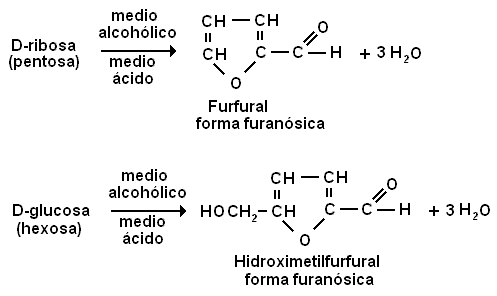 medio
CH — CH
O
alcohólico
D-ribosa
(pentosa)
CH
C — C — H + 3 H2O
medio
ácido
O
Furfural
forma furanósica
medio
CH — CH
O
alcohólico
D-glucosa
(hexosa)
HOCH2–CH
C — C — H + 3 H2O
medio
ácido
O
Hidroximetilfurfural
forma furanósica